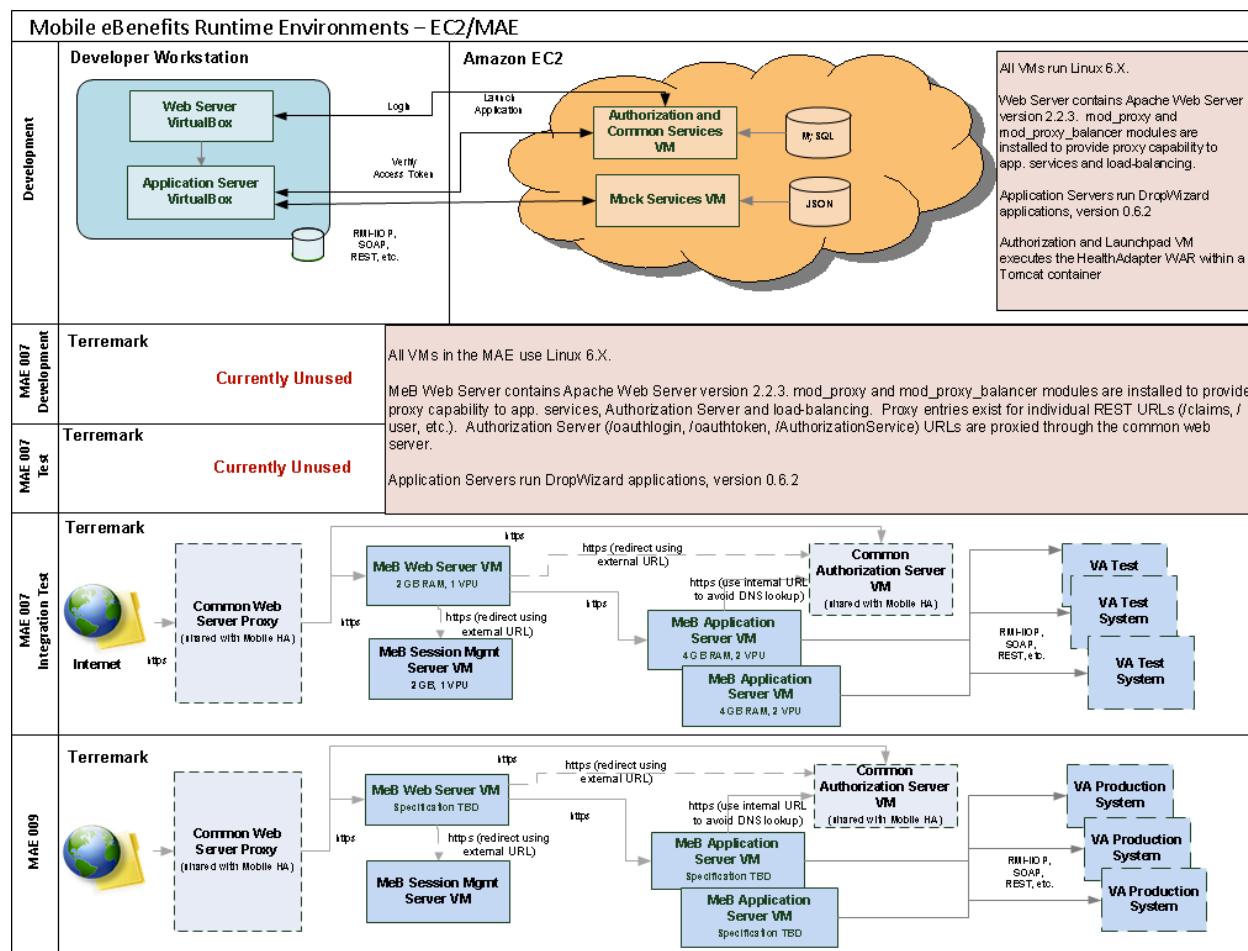 Mobile eBenefits Runtime Environments – EC2/MAE
Development
Developer Workstation
Web Server
VirtualBox
Application Server
VirtualBox
Login
Launch
Application
Verify
Access Token
RMI-IIOP,
SOAP,
REST, etc.
Amazon EC2
Authorization and
Common Services
VM
My SQL
Mock Services VM
JSON
All VMs run Linux 6.X.
Web Server contains Apache Web Server
version 2.2.3. mod_proxy and
mod_proxy_balancer modules are
installed to provide proxy capability to
app. services and load-balancing.
Application Servers run DropWizard
applications, version 0.6.2
Authorization and Launchpad VM
executes the HealthAdapter WAR within a
Tomcat container
MAE 007
Development
Terremark
Currently Unused
MAE 007
Test
Terremark
Currently Unused
All VMs in the MAE use Linux 6.X.
MeB Web Server contains Apache Web Server version 2.2.3. mod_proxy and mod_proxy_balancer modules are installed to provide
proxy capability to app. services, Authorization Server and load-balancing. Proxy entries exist for individual REST URLs (/claims, /
user, etc.). Authorization Server (/oauthlogin, /oauthtoken, /AuthorizationService) URLs are proxied through the common web
server.
Application Servers run DropWizard applications, version 0.6.2
MAE 007
Integration Test
Terremark
Internet
https
Common Web
Server Proxy
(shared with Mobile HA)
https
https
MeB Web Server VM
2 GB RAM, 1 VPU
https (redirect using
external URL)
MeB Session Mgmt
Server VM
2 GB, 1 VPU
https (redirect using
external URL)
https
https (use internal URL
to avoid DNS lookup)
MeB Application
Server VM
4 GB RAM, 2 VPU
MeB Application
Server VM
4 GB RAM, 2 VPU
Common
Authorization Server
VM
(shared with Mobile HA)
RMI-IIOP,
SOAP,
REST, etc.
VA Test
VA Test
System
VA Test
System
MAE 009
Terremark
Common Web
Server Proxy
(shared with Mobile HA)
https
https
MeB Web Server VM
Specification TBD
https (redirect using
external URL)
MeB Session Mgmt
Server VM
https (redirect using
external URL)
https
https (use internal URL
to avoid DNS lookup)
MeB Application
Server VM
Specification TBD
MeB Application
Server VM
Specification TBD
Common
Authorization Server
VM
(shared with Mobile HA)
RMI-IIOP,
SOAP,
REST, etc.
VA Production
System
VA Production
System
VA Production
System